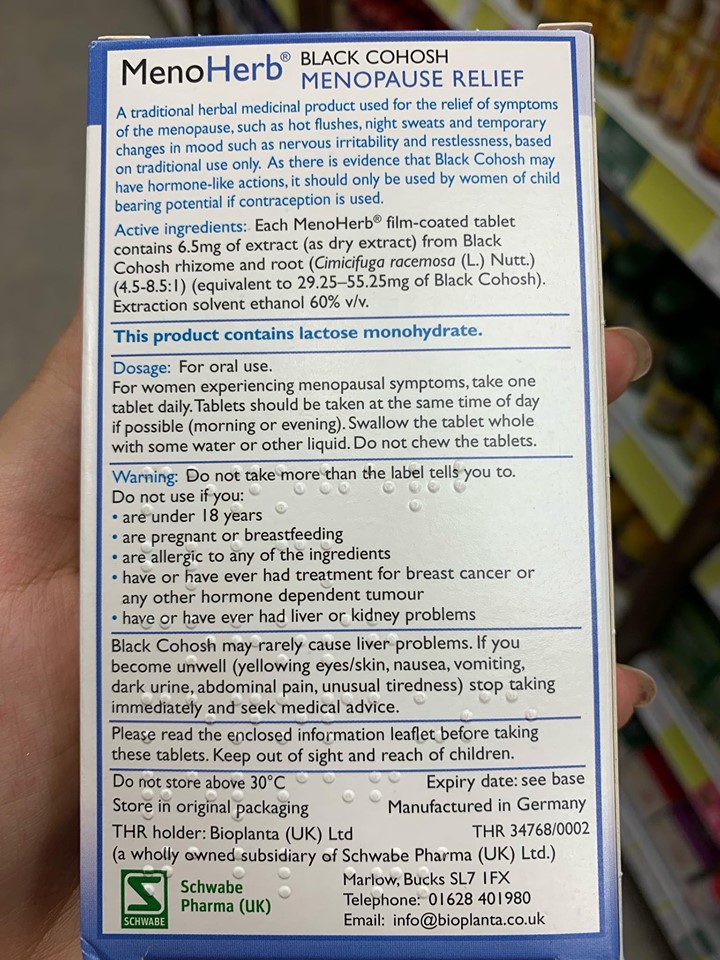 MenoHerb® BLACK COHOSH
MENOPAUSE RELIEF
A traditional herbal medicinal product used for the relief of symptoms
of the menopause, such as hot flushes, night sweats and temporary
changes in mood such as nervous irritability and restlessness, based
on traditional use only. As there is evidence that Black Cohosh may
have hormone-like actions, it should only be used by women of child
bearing potential if contraception is used.
Active ingredients: Each MenoHerb® film-coated tablet
contains 6.5mg of extract (as dry extract) from Black
Cohosh rhizome and root (Cimicifuga racemosa (L.) Nutt.)
(4.5-8.5:1) (equivalent to 29.25–55.25mg of Black Cohosh).
Extraction solvent ethanol 60% v/v.
This product contains lactose monohydrate.
Dosage: For oral use.
For women experiencing menopausal symptoms, take one
tablet daily. Tablets should be taken at the same time of day
if possible (morning or evening). Swallow the tablet whole
with some water or other liquid. Do not chew the tablets.
Warning: Do not take more than the label tells you to.
Do not use if you:
• are under 18 years
• are pregnant or breastfeeding
• are allergic to any of the ingredients
• have or have ever had treatment for breast cancer or
any other hormone dependent tumour
• have or have ever had liver or kidney problems
Black Cohosh may rarely cause liver problems. If you
become unwell (yellowing eyes/skin, nausea, vomiting,
dark urine, abdominal pain, unusual tiredness) stop taking
immediately and seek medical advice.
Please read the enclosed information leaflet before taking
these tablets. Keep out of sight and reach of children.
Do not store above 30°C Expiry date: see base
Store in original packaging Manufactured in Germany
THR holder: Bioplanta (UK) Ltd THR 34768/0002
(a wholly owned subsidiary of Schwabe Pharma (UK) Ltd.)
Schwabe
Pharma (UK)
SCHWABE
Marlow, Bucks SL7 1FX
Telephone: 01628 401980
Email: info@bioplanta.co.uk